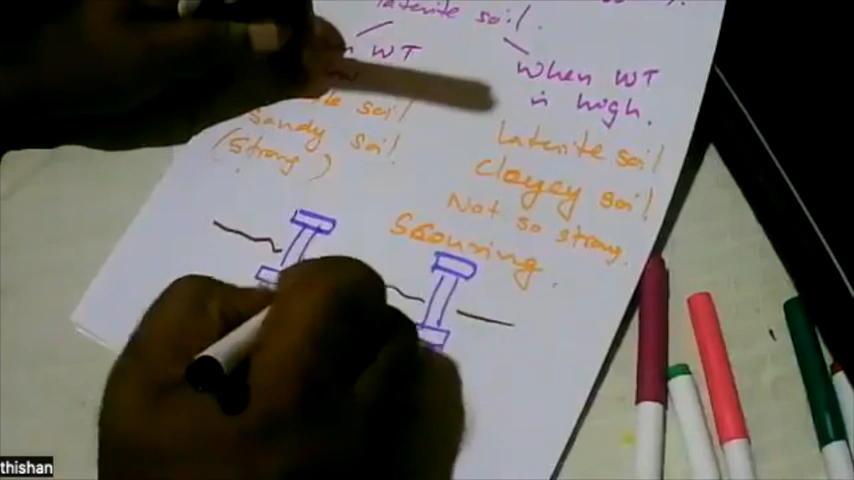 laterite soil.
WT
When WT
is high.
soil
Sandy soil
(Strong)
Laterite soil
Clayey soil
Not so strong.
Scouring.
thishan